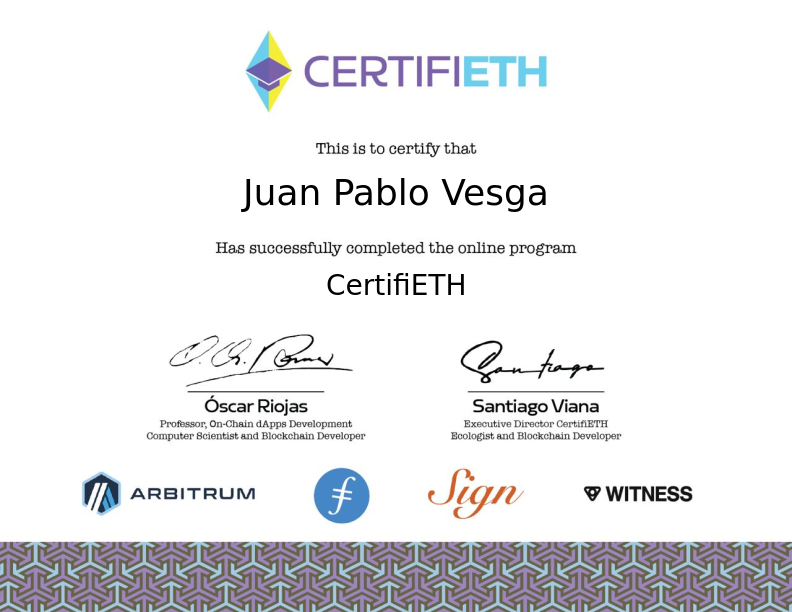 CERTIFIETH
This is to certify that
Juan Pablo Vesga
Has successfully completed the online program
CertifiETH
Óscar Riojas
Professor, On-Chain dApps Development
Computer Scientist and Blockchain Developer
Santiago
Santiago Viana
Executive Director CertifiETH
Ecologist and Blockchain Developer
ARBITRUM
Sign
WITNESS